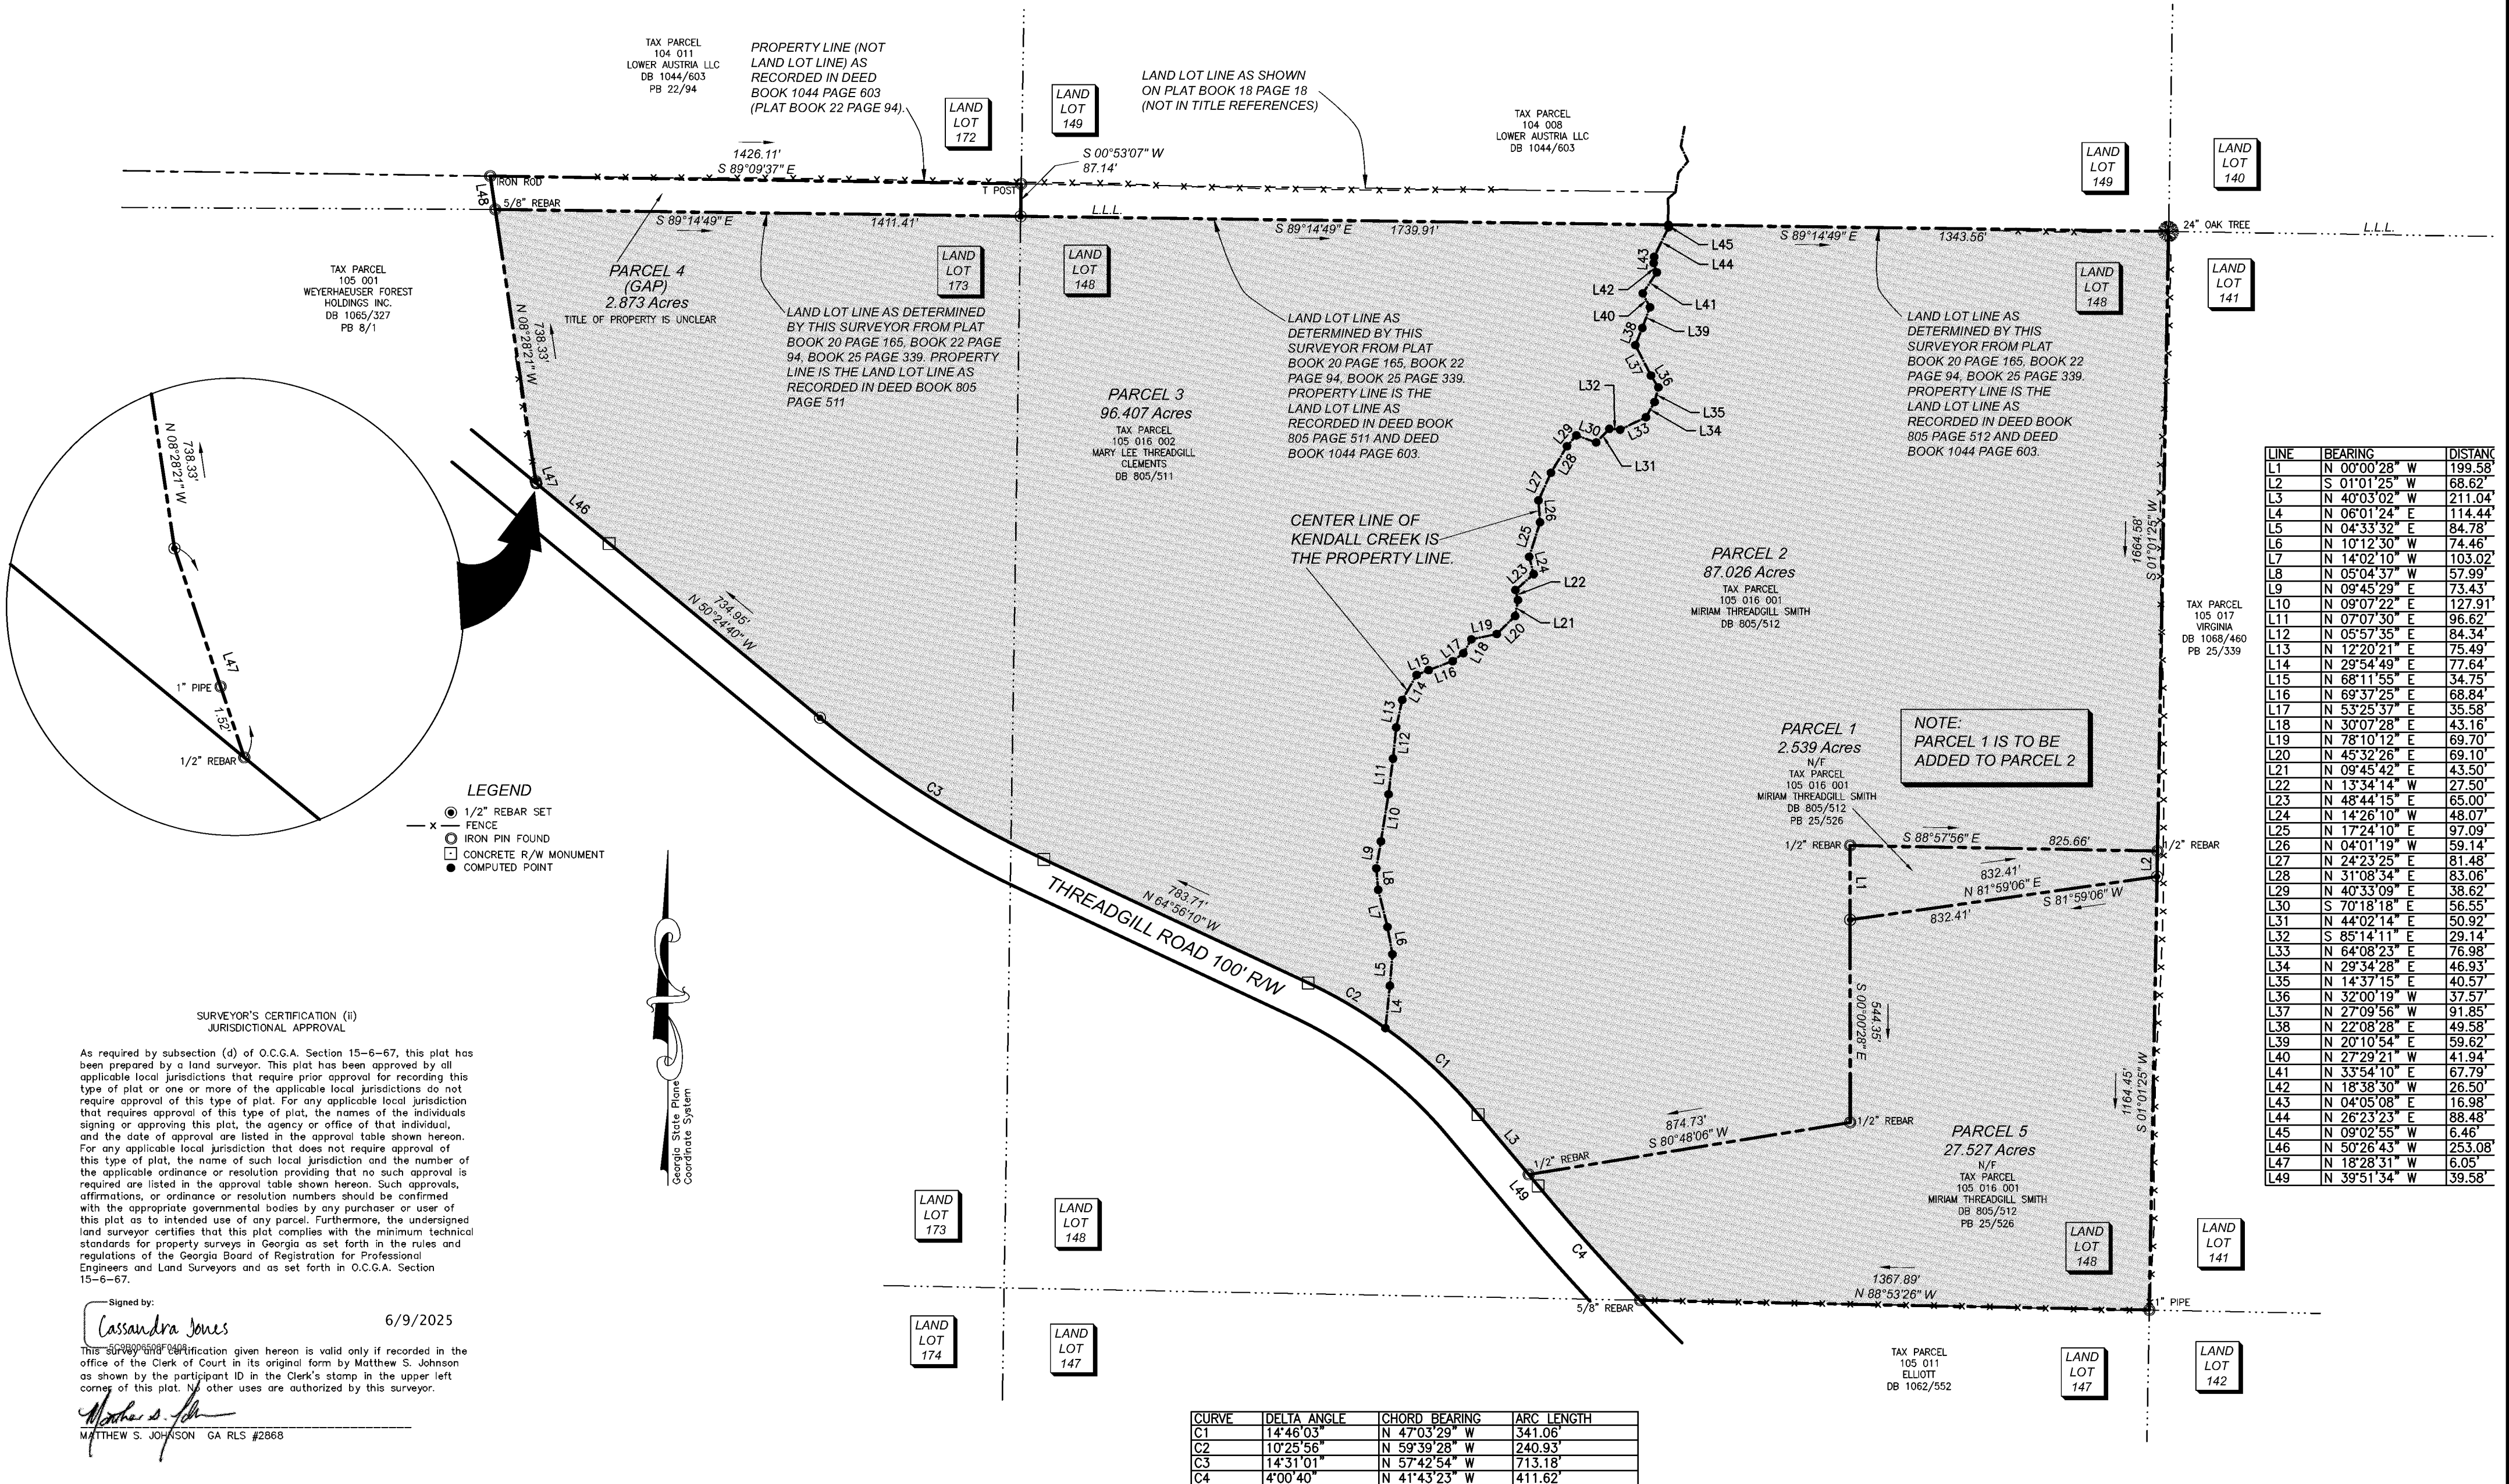 TAX PARCEL
104 011
LOWER AUSTRIA LLC
DB 1044/603
PB 22/94
PROPERTY LINE (NOT
LAND LOT LINE) AS
RECORDED IN DEED
BOOK 1044 PAGE 603
(PLAT BOOK 22 PAGE 94).
LAND
LOT
172
LAND
LOT
149
LAND LOT LINE AS SHOWN
ON PLAT BOOK 18 PAGE 18
(NOT IN TITLE REFERENCES)
TAX PARCEL
104 008
LOWER AUSTRIA LLC
DB 1044/603
LAND
LOT
149
LAND
LOT
140
1426.11'
S 89°09'37" E
S 00°53'07" W
87.14'
IRON ROD
T POST
L48
5/8" REBAR
S 89°14'49" E
1411.41'
L.L.L.
S 89°14'49" E
1739.91'
S 89°14'49" E
1343.56'
24" OAK TREE
L.L.L.
TAX PARCEL
105 001
WEYERHAEUSER FOREST
HOLDINGS INC.
DB 1065/327
PB 8/1
PARCEL 4
(GAP)
2.873 Acres
TITLE OF PROPERTY IS UNCLEAR
LAND
LOT
173
LAND
LOT
148
LAND
LOT
148
LAND
LOT
141
N 08°28'21" W
738.33'
LAND LOT LINE AS DETERMINED
BY THIS SURVEYOR FROM PLAT
BOOK 20 PAGE 165, BOOK 22 PAGE
94, BOOK 25 PAGE 339. PROPERTY
LINE IS THE LAND LOT LINE AS
RECORDED IN DEED BOOK 805
PAGE 511
LAND LOT LINE AS
DETERMINED BY THIS
SURVEYOR FROM PLAT
BOOK 20 PAGE 165, BOOK 22
PAGE 94, BOOK 25 PAGE 339.
PROPERTY LINE IS THE
LAND LOT LINE AS
RECORDED IN DEED BOOK
805 PAGE 511 AND DEED
BOOK 1044 PAGE 603.
LAND LOT LINE AS
DETERMINED BY THIS
SURVEYOR FROM PLAT
BOOK 20 PAGE 165, BOOK 22
PAGE 94, BOOK 25 PAGE 339.
PROPERTY LINE IS THE
LAND LOT LINE AS
RECORDED IN DEED BOOK
805 PAGE 512 AND DEED
BOOK 1044 PAGE 603.
PARCEL 3
96.407 Acres
TAX PARCEL
105 016 002
MARY LEE THREADGILL
CLEMENTS
DB 805/511
L45
L44
L43
L42
L41
L40
L39
L38
L37
L36
L35
L34
L33
L32
L31
L30
L29
L28
L27
L26
L25
L24
L23
L22
L21
L20
L19
L18
L17
L16
L15
L14
L13
L12
L11
L10
L9
L8
L7
L6
L5
L4
CENTER LINE OF
KENDALL CREEK IS
THE PROPERTY LINE.
PARCEL 2
87.026 Acres
TAX PARCEL
105 016 001
MIRIAM THREADGILL SMITH
DB 805/512
1664.58'
S 01°01'25" W
TAX PARCEL
105 017
VIRGINIA
DB 1068/460
PB 25/339
L47
L46
734.95'
N 50°24'40" W
C3
N 08°28'21" W
738.33'
L47
1" PIPE
1.52'
1/2" REBAR
LEGEND
1/2" REBAR SET
x FENCE
IRON PIN FOUND
CONCRETE R/W MONUMENT
COMPUTED POINT
PARCEL 1
2.539 Acres
N/F
TAX PARCEL
105 016 001
MIRIAM THREADGILL SMITH
DB 805/512
PB 25/526
NOTE:
PARCEL 1 IS TO BE
ADDED TO PARCEL 2
S 88°57'56" E
825.66'
1/2" REBAR
1/2" REBAR
L2
L1
832.41'
N 81°59'06" E
S 81°59'06" W
832.41'
S 00°00'28" E
544.35'
1/2" REBAR
783.71'
N 64°56'10" W
THREADGILL ROAD 100' R/W
C2
C1
L3
L49
C4
874.73'
S 80°48'06" W
1/2" REBAR
PARCEL 5
27.527 Acres
N/F
TAX PARCEL
105 016 001
MIRIAM THREADGILL SMITH
DB 805/512
PB 25/526
1164.45'
S 01°01'25" W
1367.89'
N 88°53'26" W
5/8" REBAR
1" PIPE
LAND
LOT
173
LAND
LOT
148
LAND
LOT
148
LAND
LOT
141
LAND
LOT
174
LAND
LOT
147
LAND
LOT
147
LAND
LOT
142
TAX PARCEL
105 011
ELLIOTT
DB 1062/552
Georgia State Plane
Coordinate System
SURVEYOR'S CERTIFICATION (ii)
JURISDICTIONAL APPROVAL
As required by subsection (d) of O.C.G.A. Section 15-6-67, this plat has
been prepared by a land surveyor. This plat has been approved by all
applicable local jurisdictions that require prior approval for recording this
type of plat or one or more of the applicable local jurisdictions do not
require approval of this type of plat. For any applicable local jurisdiction
that requires approval of this type of plat, the names of the individuals
signing or approving this plat, the agency or office of that individual,
and the date of approval are listed in the approval table shown hereon.
For any applicable local jurisdiction that does not require approval of
this type of plat, the name of such local jurisdiction and the number of
the applicable ordinance or resolution providing that no such approval is
required are listed in the approval table shown hereon. Such approvals,
affirmations, or ordinance or resolution numbers should be confirmed
with the appropriate governmental bodies by any purchaser or user of
this plat as to intended use of any parcel. Furthermore, the undersigned
land surveyor certifies that this plat complies with the minimum technical
standards for property surveys in Georgia as set forth in the rules and
regulations of the Georgia Board of Registration for Professional
Engineers and Land Surveyors and as set forth in O.C.G.A. Section
15-6-67.
Signed by:
Cassandra Jones
6/9/2025
This survey and certification given hereon is valid only if recorded in the
office of the Clerk of Court in its original form by Matthew S. Johnson
as shown by the participant ID in the Clerk's stamp in the upper left
corner of this plat. No other uses are authorized by this surveyor.
MATTHEW S. JOHNSON GA RLS #2868
LINE BEARING DISTANC
L1 N 00°00'28" W 199.58'
L2 S 01°01'25" W 68.62'
L3 N 40°03'02" W 211.04'
L4 N 06°01'24" E 114.44'
L5 N 04°33'32" E 84.78'
L6 N 10°12'30" W 74.46'
L7 N 14°02'10" W 103.02'
L8 N 05°04'37" W 57.99'
L9 N 09°45'29" E 73.43'
L10 N 09°07'22" E 127.91'
L11 N 07°07'30" E 96.62'
L12 N 05°57'35" E 84.34'
L13 N 12°20'21" E 75.49'
L14 N 29°54'49" E 77.64'
L15 N 68°11'55" E 34.75'
L16 N 69°37'25" E 68.84'
L17 N 53°25'37" E 35.58'
L18 N 30°07'28" E 43.16'
L19 N 78°10'12" E 69.70'
L20 N 45°32'26" E 69.10'
L21 N 09°45'42" E 43.50'
L22 N 13°34'14" W 27.50'
L23 N 48°44'15" E 65.00'
L24 N 14°26'10" W 48.07'
L25 N 17°24'10" E 97.09'
L26 N 04°01'19" W 59.14'
L27 N 24°23'25" E 81.48'
L28 N 31°08'34" E 83.06'
L29 N 40°33'09" E 38.62'
L30 S 70°18'18" E 56.55'
L31 N 44°02'14" E 50.92'
L32 S 85°14'11" E 29.14'
L33 N 64°08'23" E 76.98'
L34 N 29°34'28" E 46.93'
L35 N 14°37'15" E 40.57'
L36 N 32°00'19" W 37.57'
L37 N 27°09'56" W 91.85'
L38 N 22°08'28" E 49.58'
L39 N 20°10'54" E 59.62'
L40 N 27°29'21" W 41.94'
L41 N 33°54'10" E 67.79'
L42 N 18°38'30" W 26.50'
L43 N 04°05'08" E 16.98'
L44 N 26°23'23" E 88.48'
L45 N 09°02'55" W 6.46'
L46 N 50°26'43" W 253.08
L47 N 18°28'31" W 6.05'
L49 N 39°51'34" W 39.58'
CURVE DELTA ANGLE CHORD BEARING ARC LENGTH
C1 14°46'03" N 47°03'29" W 341.06'
C2 10°25'56" N 59°39'28" W 240.93'
C3 14°31'01" N 57°42'54" W 713.18'
C4 4°00'40" N 41°43'23" W 411.62'